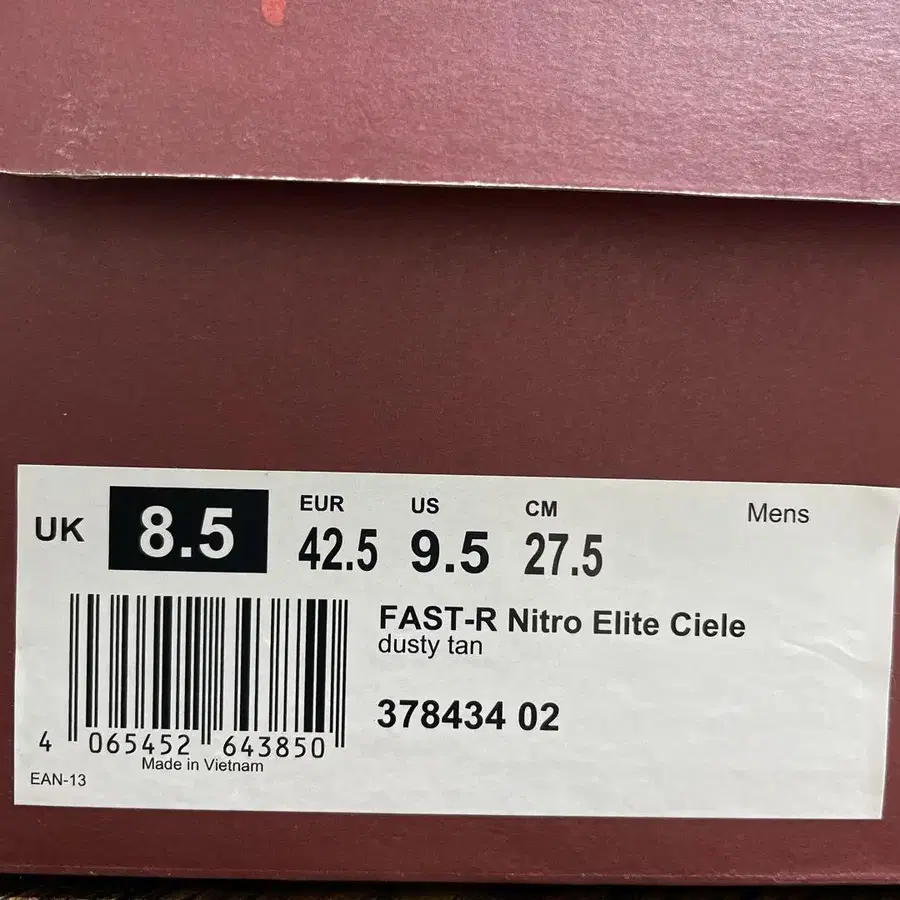 EUR US CM Mens
UK 8.5 42.5 9.5 27.5
FAST-R Nitro Elite Ciele
dusty tan
378434 02
4 065452 643850
Made in Vietnam
EAN-13